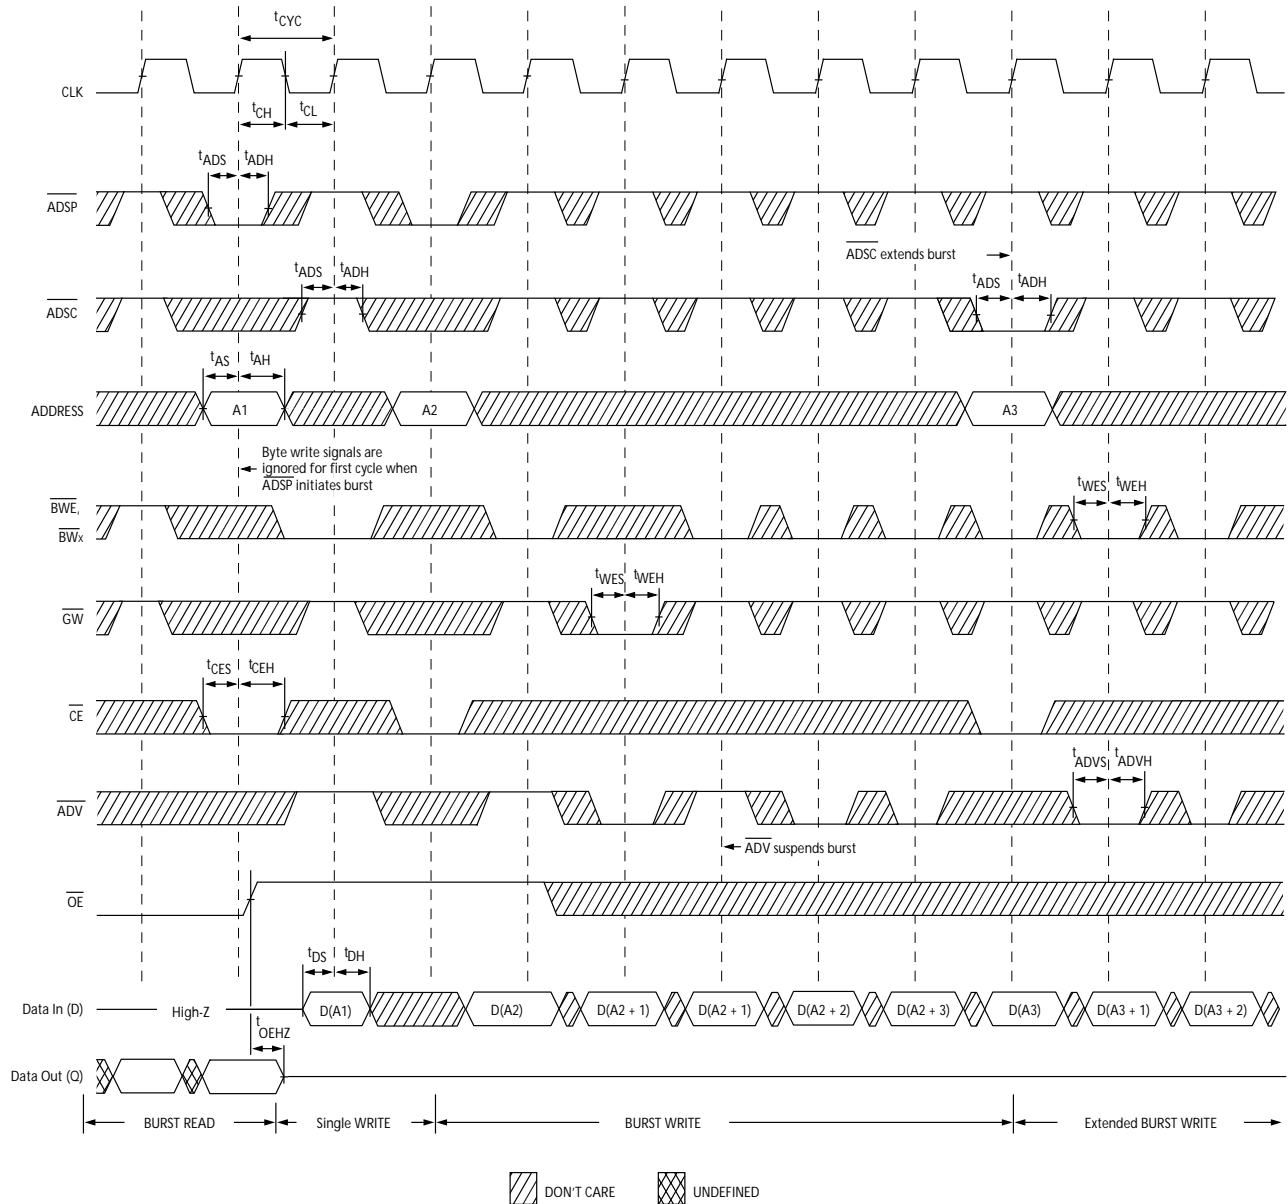 tCYC
CLK
tCH
tCL
tADS
tADH
ADSP
ADSC extends burst
tADS
tADH
tADS
tADH
ADSC
tAS
tAH
ADDRESS
A1
A2
A3
Byte write signals are
ignored for first cycle when
ADSP initiates burst
tWES
tWEH
BWE,
BWx
tWES
tWEH
GW
tCES
tCEH
CE
tADVS
tADVH
ADV
ADV suspends burst
OE
tDS
tDH
Data In (D)
High-Z
D(A1)
D(A2)
D(A2 + 1)
D(A2 + 1)
D(A2 + 2)
D(A2 + 3)
D(A3)
D(A3 + 1)
D(A3 + 2)
tOEHZ
Data Out (Q)
BURST READ
Single WRITE
BURST WRITE
Extended BURST WRITE
DON'T CARE
UNDEFINED